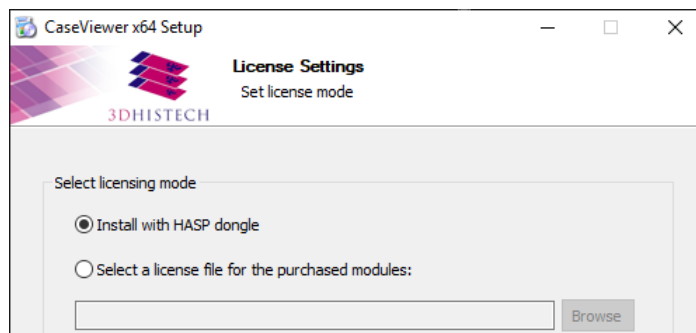 CaseViewer x64 Setup
License Settings
Set license mode
3DHISTECH
Select licensing mode
Install with HASP dongle
Select a license file for the purchased modules:
Browse